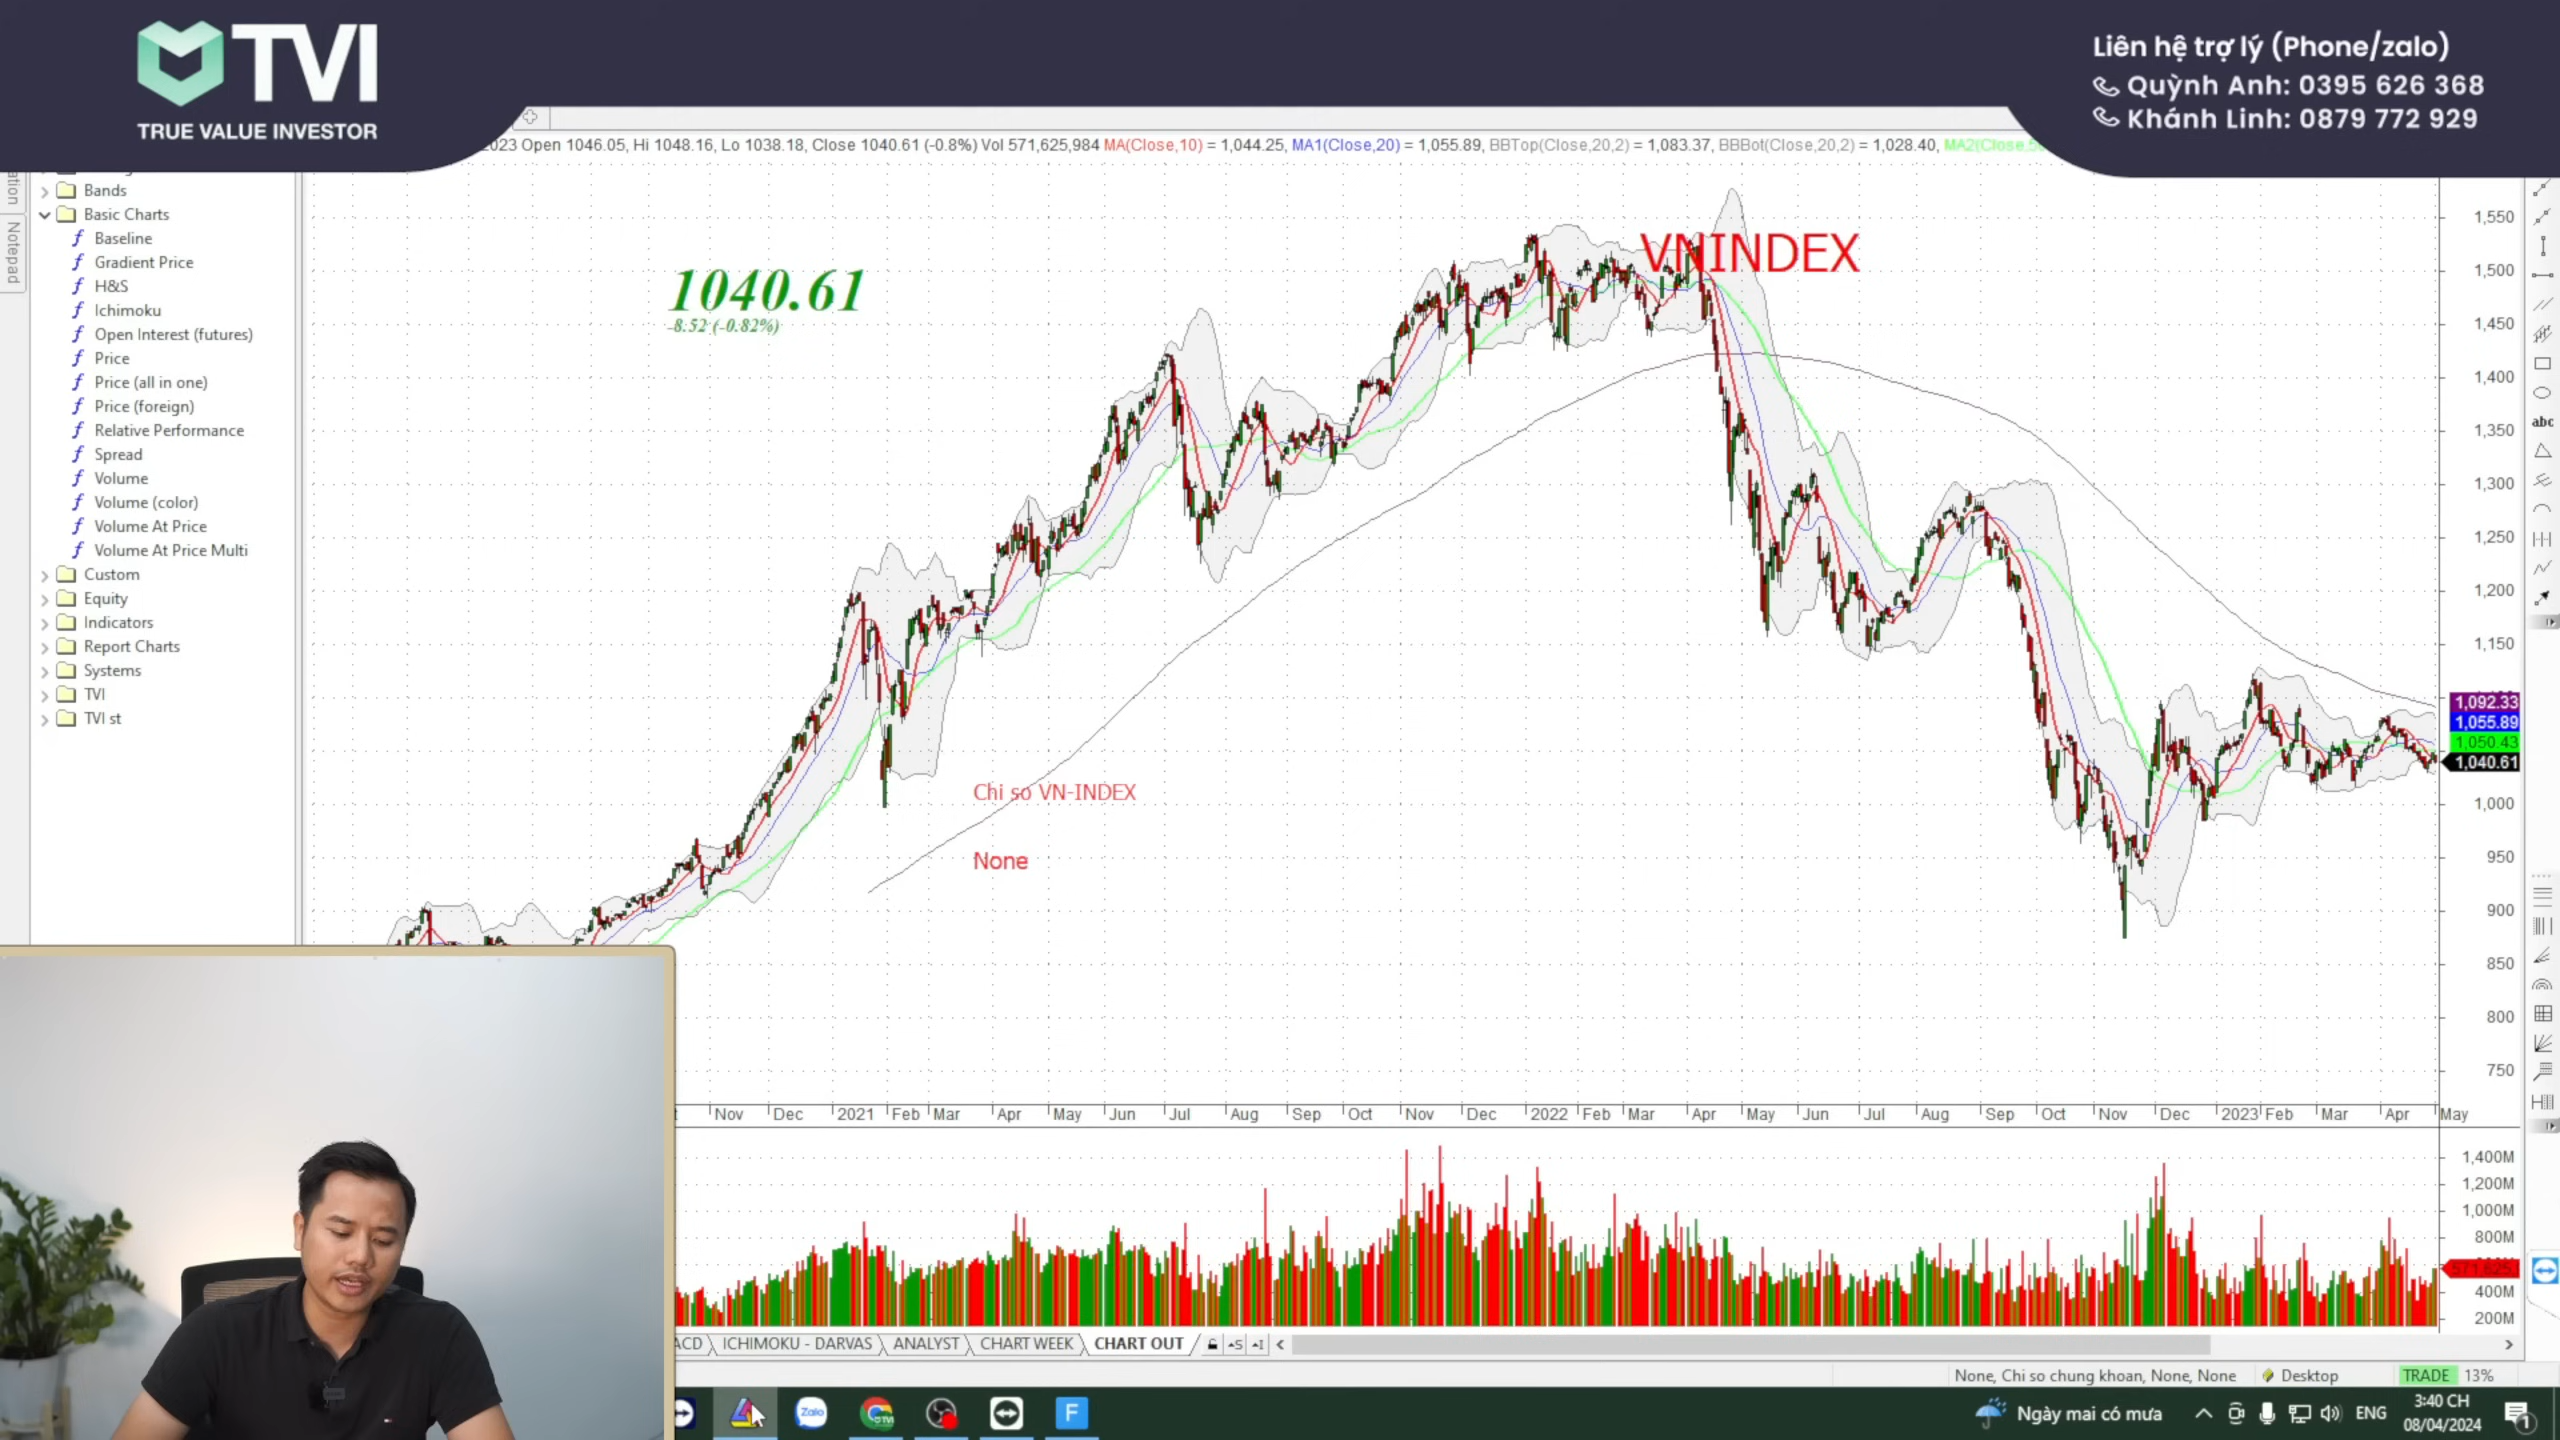 TVI
TRUE VALUE INVESTOR
Liên hệ trợ lý (Phone/zalo)
Quỳnh Anh: 0395 626 368
Khánh Linh: 0879 772 929
2023 Open 1046.05, Hi 1048.16, Lo 1038.18, Close 1040.61 (-0.8%) Vol 571,625,984 MA(Close,10) = 1,044.25, MA1(Close,20) = 1,055.89, BBTop(Close,20,2) = 1,083.37, BBBot(Close,20,2) = 1,028.40, MA2(Close,
Notepad
Bands
Basic Charts
Baseline
Gradient Price
H&S
Ichimoku
Open Interest (futures)
Price
Price (all in one)
Price (foreign)
Relative Performance
Spread
Volume
Volume (color)
Volume At Price
Volume At Price Multi
Custom
Equity
Indicators
Report Charts
Systems
TVI
TVI st
1040.61
-8.52 (-0.82%)
VNINDEX
Chi so VN-INDEX
None
1,550
1,500
1,450
1,400
1,350
1,300
1,250
1,200
1,150
1,092.33
1,055.89
1,050.43
1,040.61
1,000
950
900
850
800
750
abc
Nov Dec 2021 Feb Mar Apr May Jun Jul Aug Sep Oct Nov Dec 2022 Feb Mar Apr May Jun Jul Aug Sep Oct Nov Dec 2023 Feb Mar Apr May
1,400M
1,200M
1,000M
800M
571,625,
400M
200M
ACD ICHIMOKU - DARVAS ANALYST CHART WEEK CHART OUT
None, Chi so chung khoan, None, None Desktop TRADE 13%
Zalo
TVI
F
Ngày mai có mưa
ENG
3:40 CH
08/04/2024
1